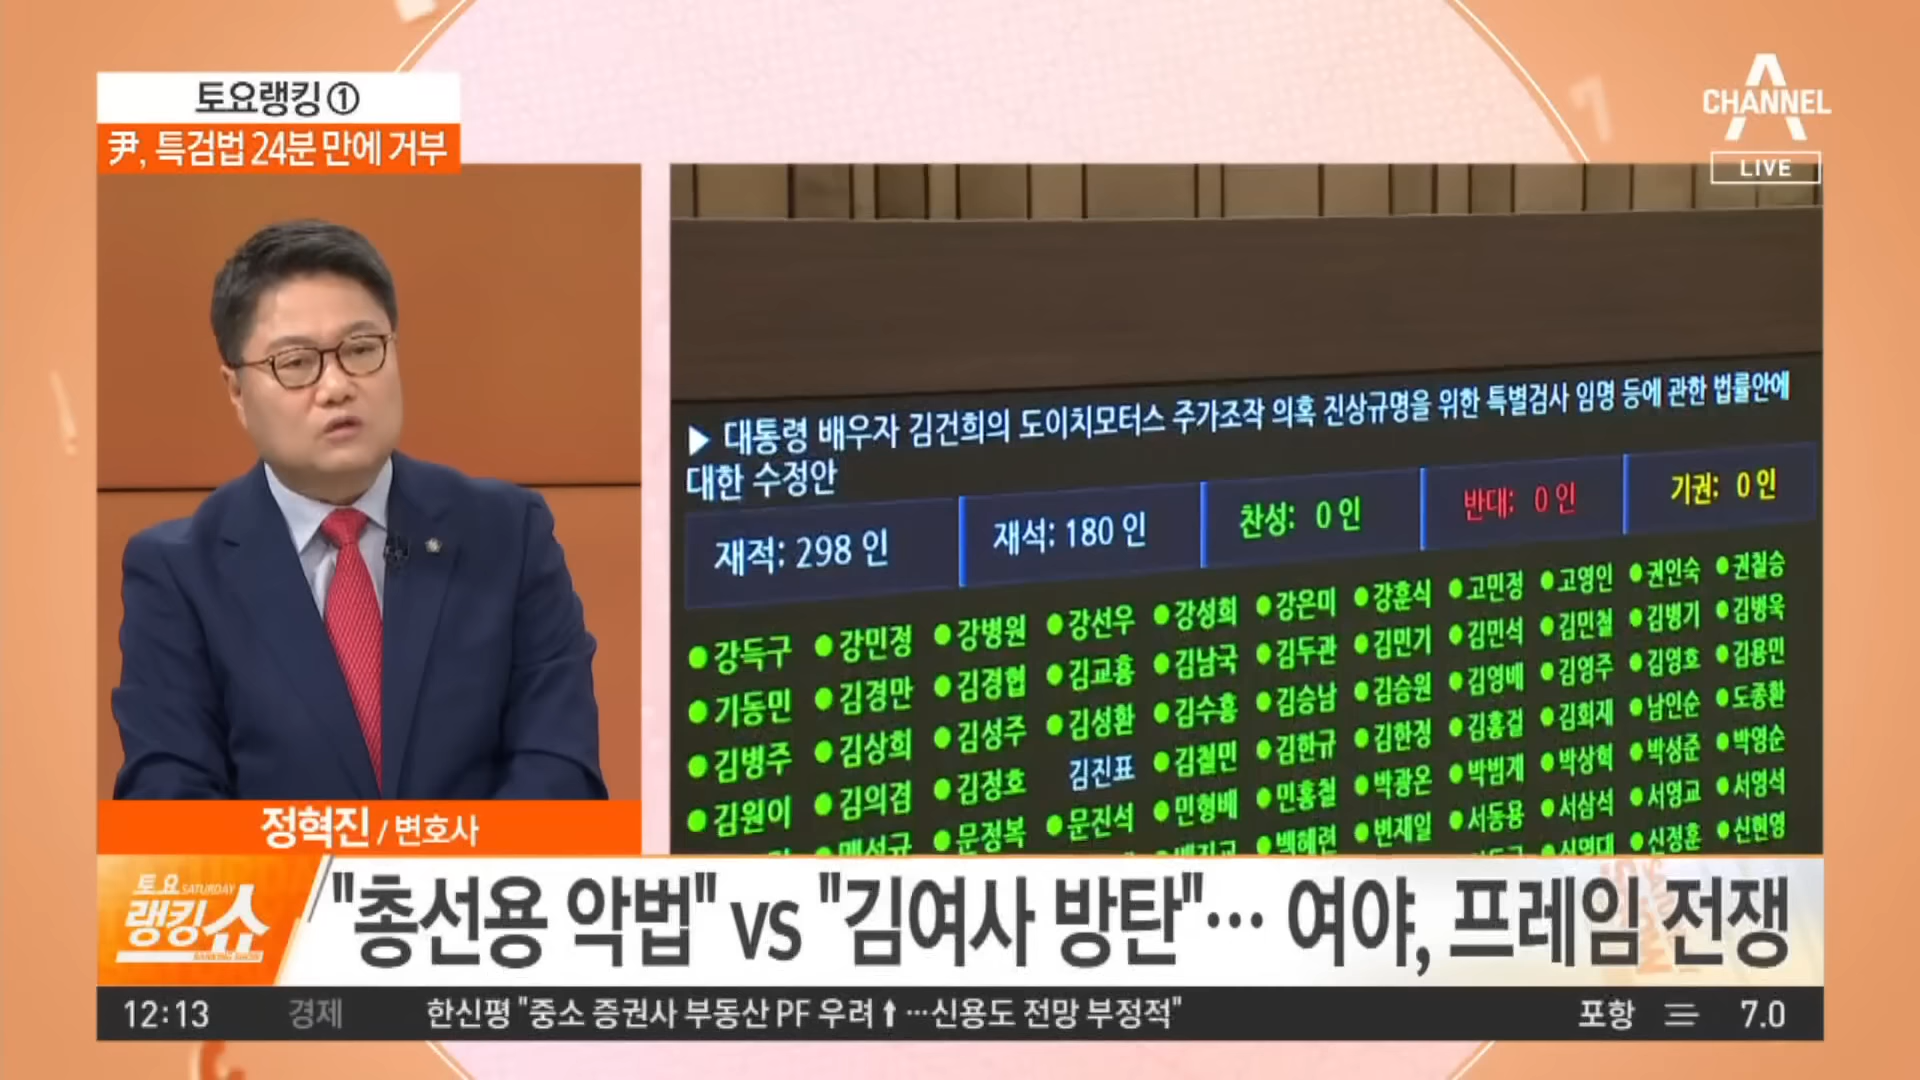 토요랭킹①
尹, 특검법 24분 만에 거부
CHANNEL A
LIVE
▶ 대통령 배우자 김건희의 도이치모터스 주가조작 의혹 진상규명을 위한 특별검사 임명 등에 관한 법률안에
대한 수정안
재적: 298 인 재석: 180 인 찬성: 0 인 반대: 0 인 기권: 0 인
강득구 강민정 강병원 강선우 강성희 강은미 강훈식 고민정 고영인 권인숙 권칠승
기동민 김경만 김경협 김교흥 김남국 김두관 김민기 김민석 김민철 김병기 김병욱
김병주 김상희 김성주 김성환 김수흥 김승남 김승원 김영배 김영주 김영호 김용민
김원이 김의겸 김정호 김진표 김철민 김한규 김한정 김홍걸 김회재 남인순 도종환
맹성규 문정복 문진석 민형배 민홍철 박광온 박범계 박상혁 박성준 박영순
백혜련 변재일 서동용 서삼석 서영교 서영석
신영대 신정훈 신현영
정혁진 / 변호사
토요 SATURDAY
랭킹쇼
RANKING SHOW
"총선용 악법" vs "김여사 방탄"… 여야, 프레임 전쟁
12:13 경제 한신평 "중소 증권사 부동산 PF 우려↑…신용도 전망 부정적" 포항 7.0